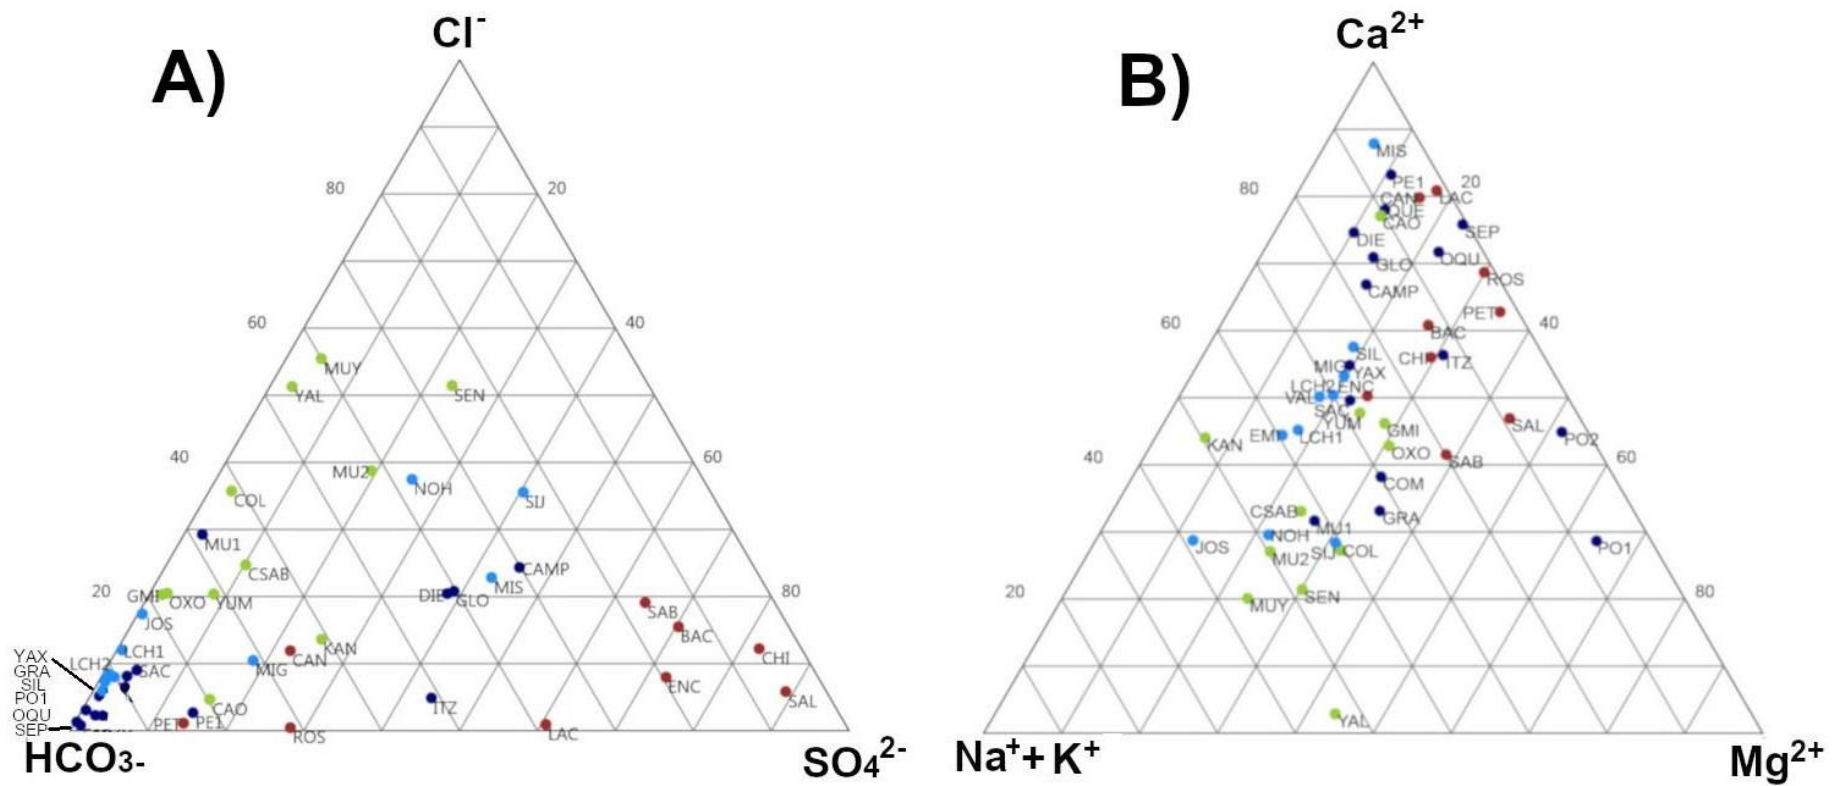 A)
Cl-
80
20
60
40
MUY
YAL
SEN
40
60
MU2
NOH
SIJ
COL
MU1
CSAB
CAMP
MIS
20
80
GMI
OXO
YUM
DIE
GLO
SAB
JOS
BAC
YAX
LCH2
LCH1
KAN
CAN
CHI
GRA
SAC
MIG
SIL
ENC
PO1
CAO
ITZ
SAL
OQU
PET
PE1
SEP
ROS
LAC
HCO3-
SO4 2-
B)
Ca2+
MIS
80
PE1
20
CAN
LAC
QUE
CAO
SEP
DIE
OQU
GLO
ROS
CAMP
PET
60
40
BAC
SIL
CHI
ITZ
MIG
YAX
LCH2
ENC
VAL
SAC
YUM
SAL
GMI
PO2
KAN
EMI
LCH1
OXO
40
SAB
60
COM
CSAB
GRA
MU1
NOH
JOS
SIJ
COL
PO1
MU2
20
SEN
80
MUY
YAL
Na+ + K+
Mg2+